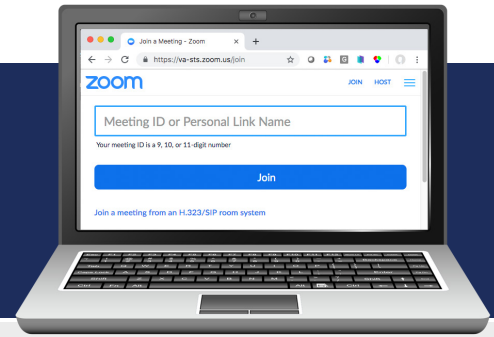 Join a Meeting - Zoom
https://va-sts.zoom.us/join
zoom
JOIN HOST
Meeting ID or Personal Link Name
Your meeting ID is a 9, 10, or 11-digit number
Join
Join a meeting from an H.323/SIP room system